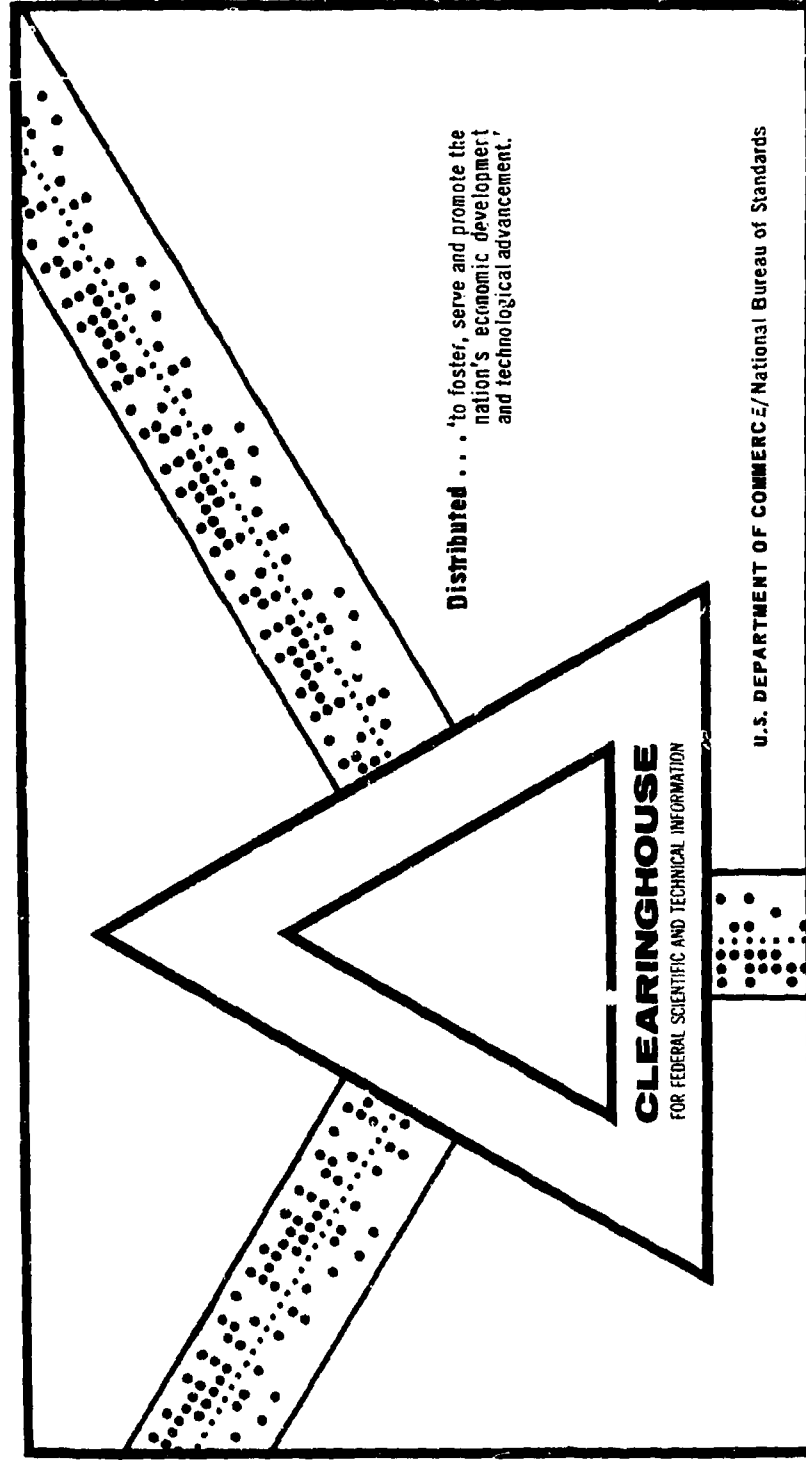 Distributed . . . 'to foster, serve and promote the
nation's economic development
and technological advancement.'
CLEARINGHOUSE
FOR FEDERAL SCIENTIFIC AND TECHNICAL INFORMATION
U.S. DEPARTMENT OF COMMERCE/National Bureau of Standards